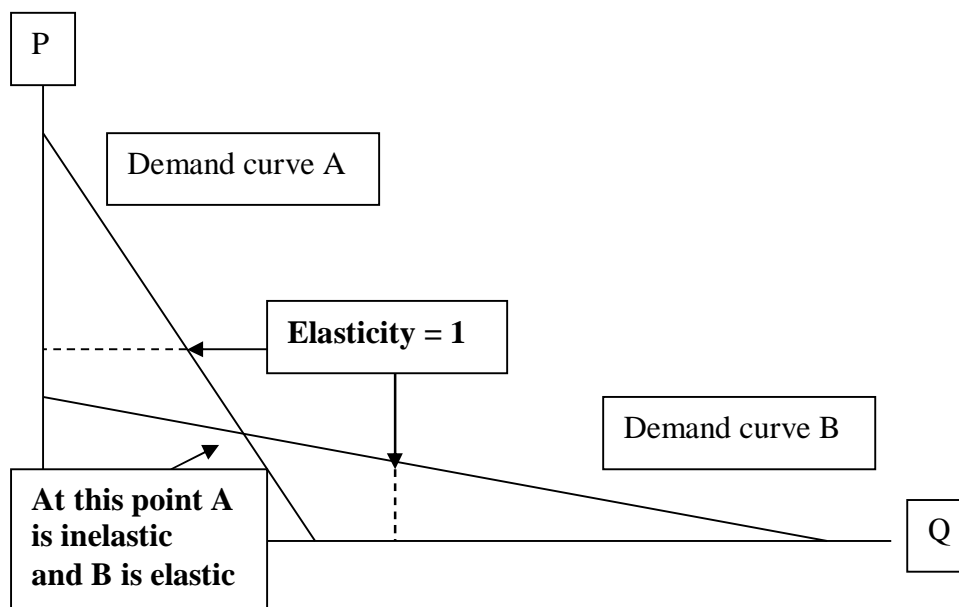 P
Demand curve A
Elasticity = 1
Demand curve B
At this point A
is inelastic
and B is elastic
Q